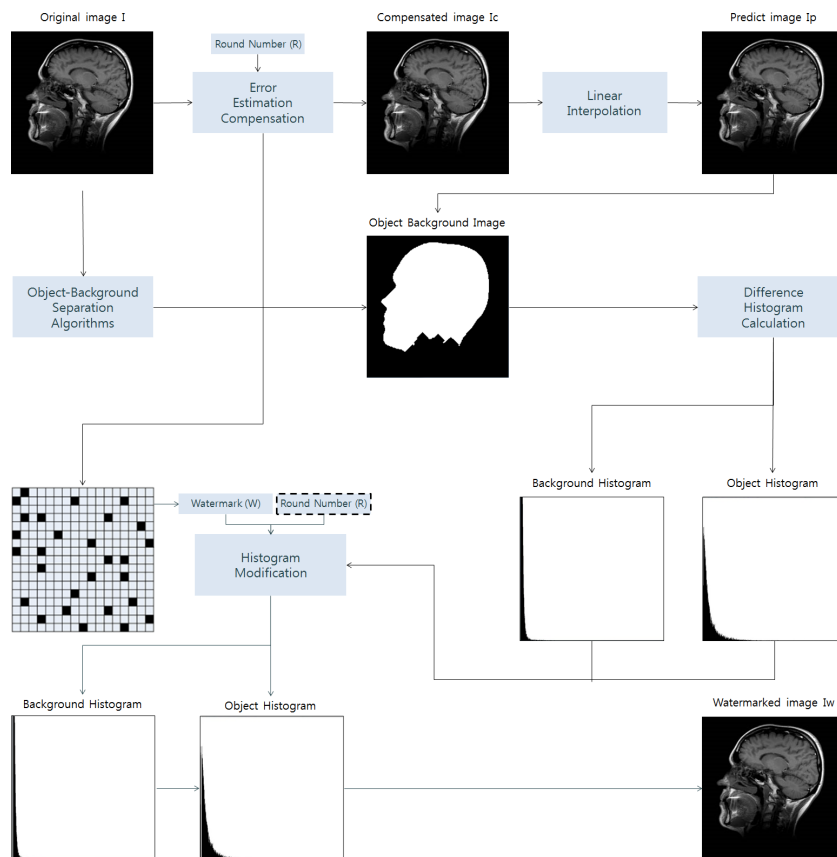 Original image I
Compensated image Ic
Predict image Ip
Round Number (R)
Error
Estimation
Compensation
Linear
Interpolation
Object Background Image
Object-Background
Separation
Algorithms
Difference
Histogram
Calculation
Background Histogram
Object Histogram
Watermark (W)
Round Number (R)
Histogram
Modification
Background Histogram
Object Histogram
Watermarked image Iw